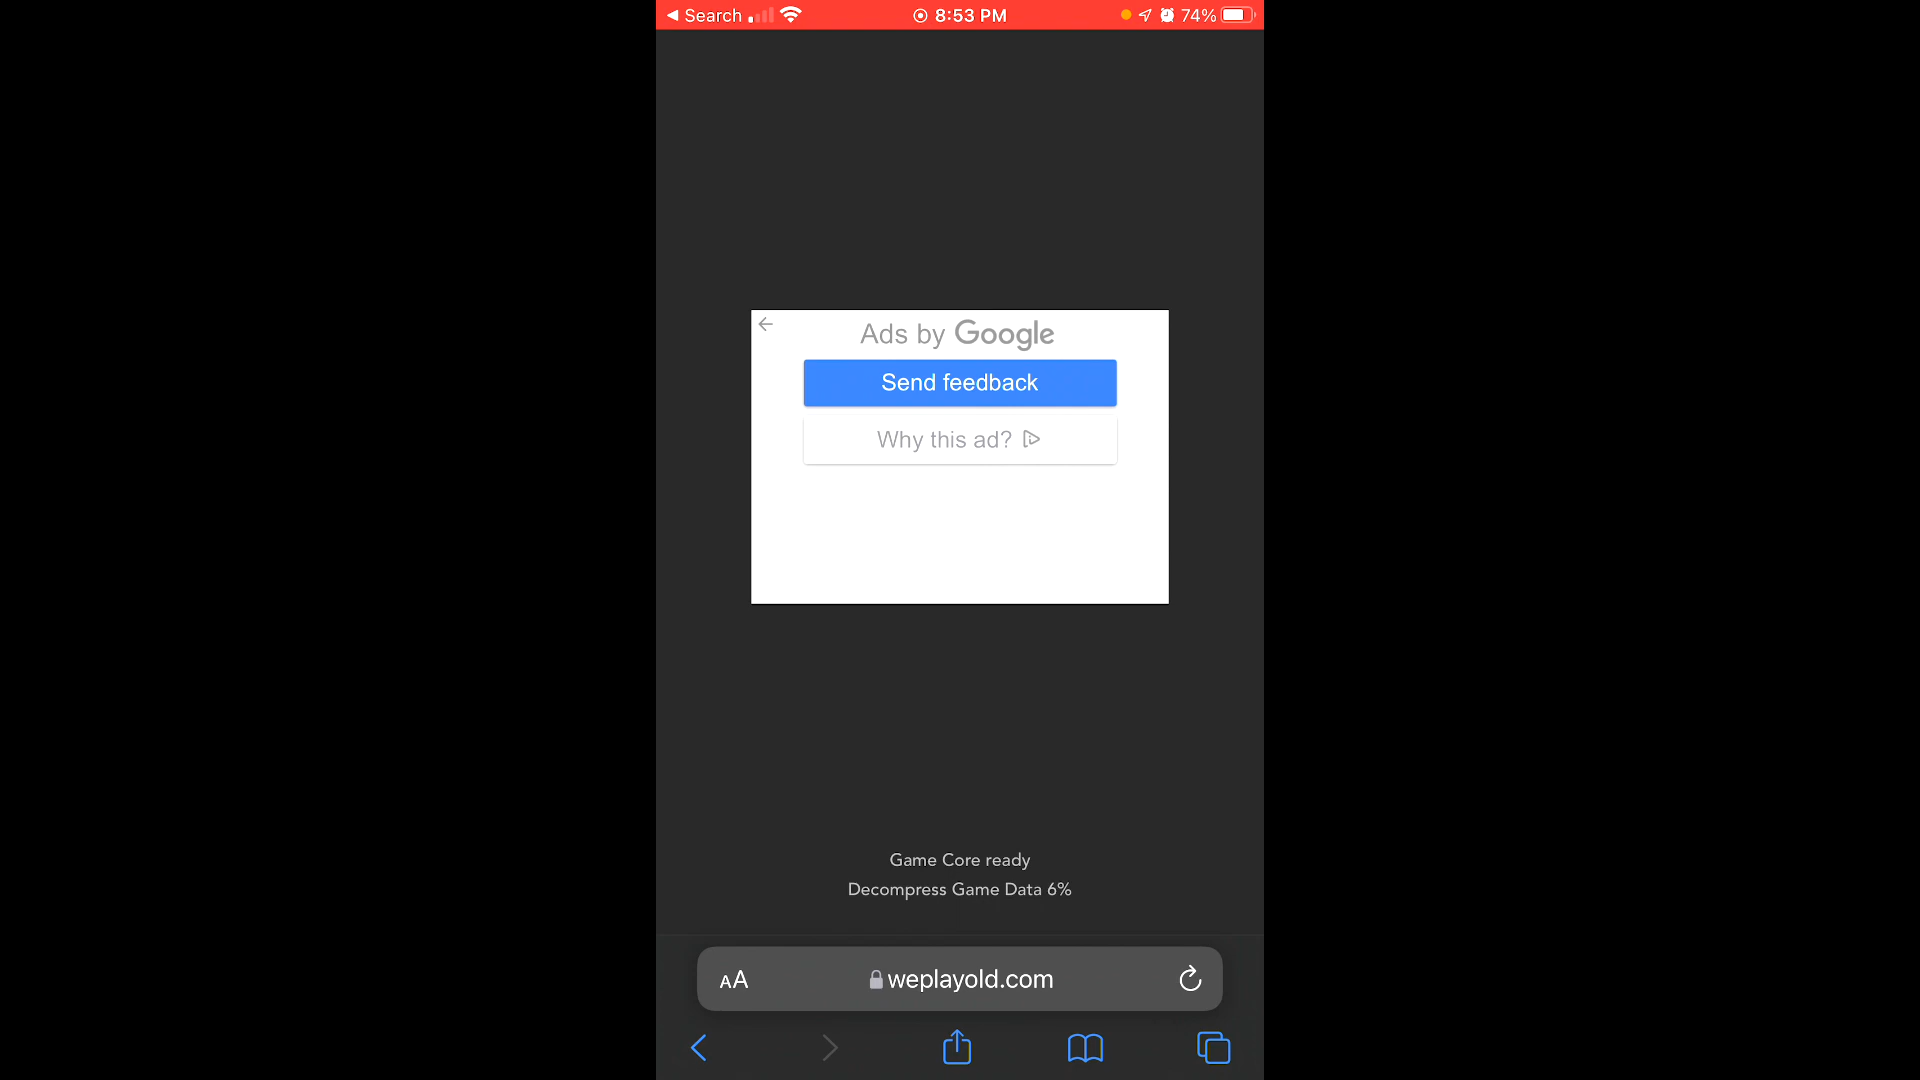 Search
8:53 PM
74%
Ads by Google
Send feedback
Why this ad?
Game Core ready
Decompress Game Data 6%
AA
weplayold.com